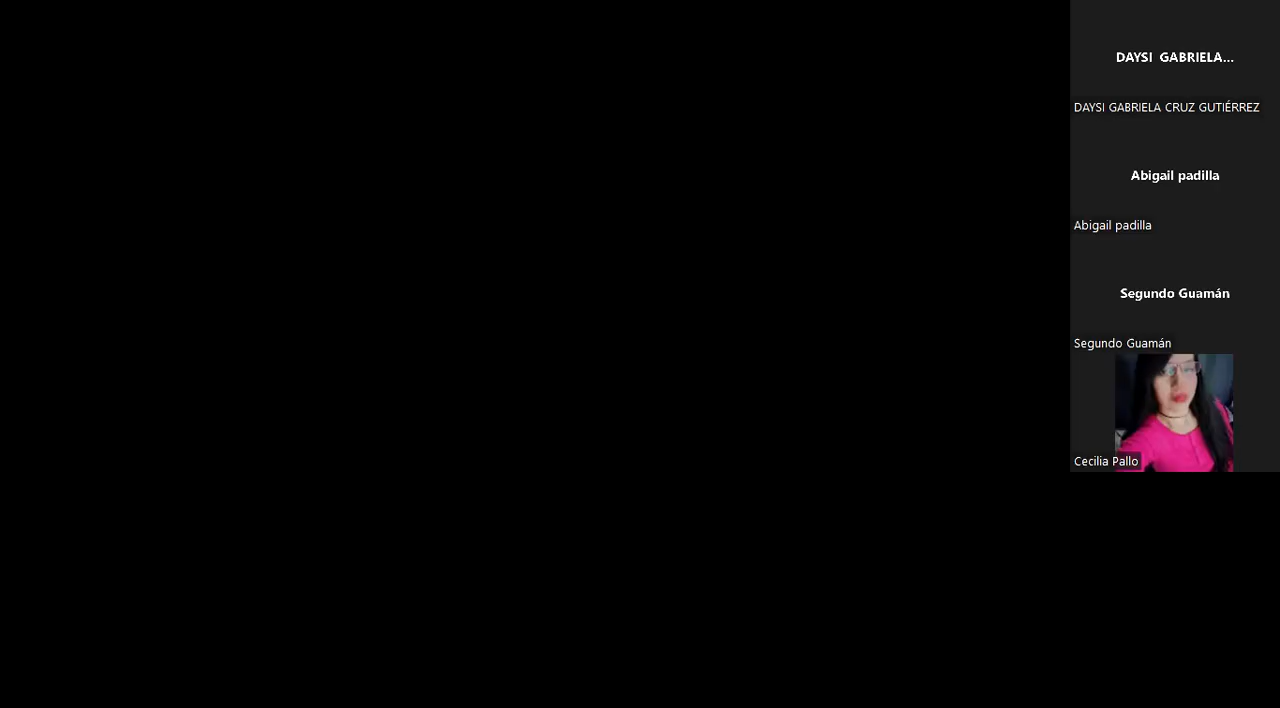 DAYSI GABRIELA...
DAYSI GABRIELA CRUZ GUTIÉRREZ
Abigail padilla
Abigail padilla
Segundo Guamán
Segundo Guamán
Cecilia Pallo